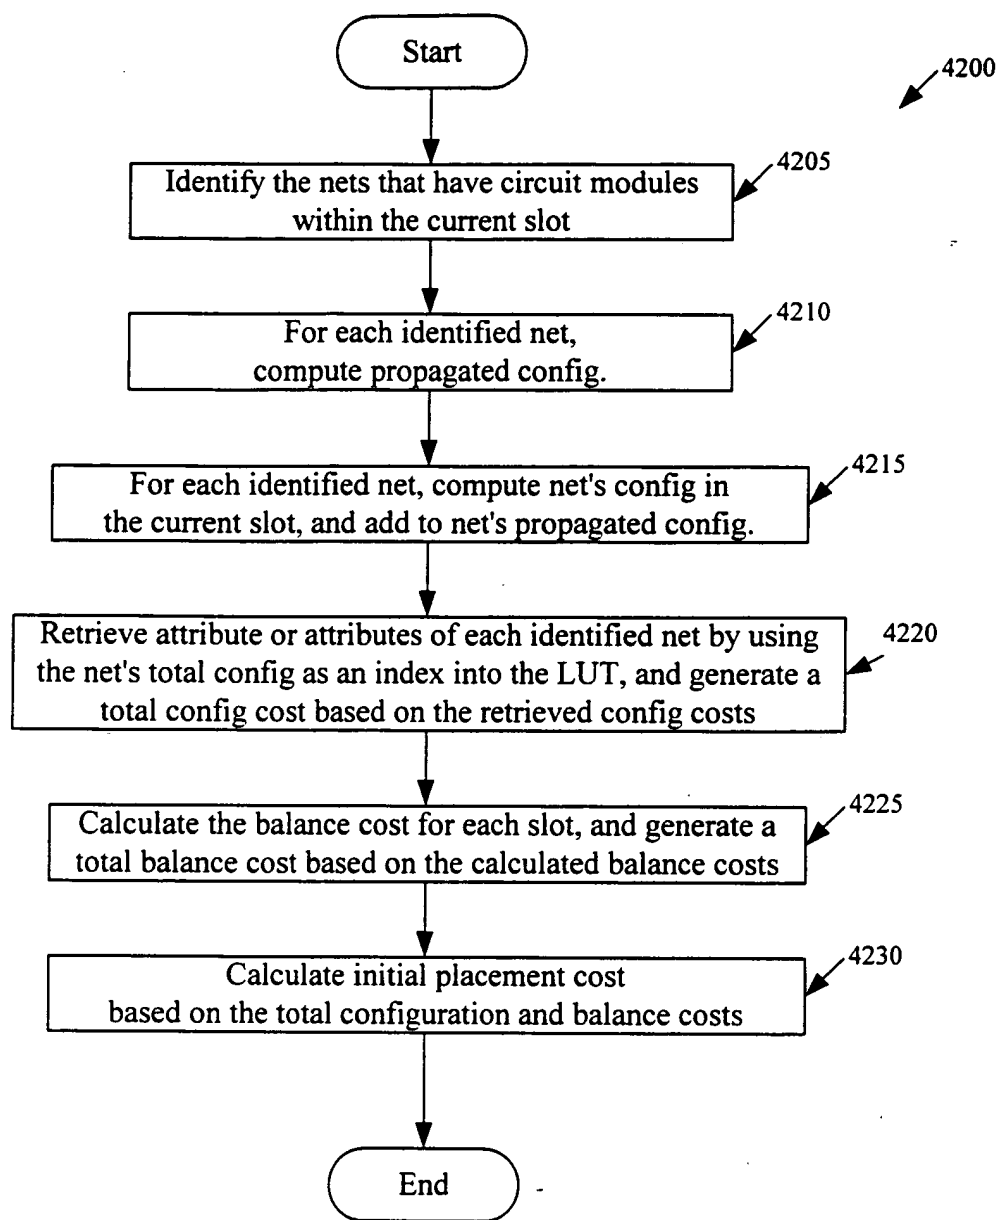 Start
4200
4205
Identify the nets that have circuit modules
within the current slot
4210
For each identified net,
compute propagated config.
4215
For each identified net, compute net's config in
the current slot, and add to net's propagated config.
4220
Retrieve attribute or attributes of each identified net by using
the net's total config as an index into the LUT, and generate a
total config cost based on the retrieved config costs
4225
Calculate the balance cost for each slot, and generate a
total balance cost based on the calculated balance costs
4230
Calculate initial placement cost
based on the total configuration and balance costs
End